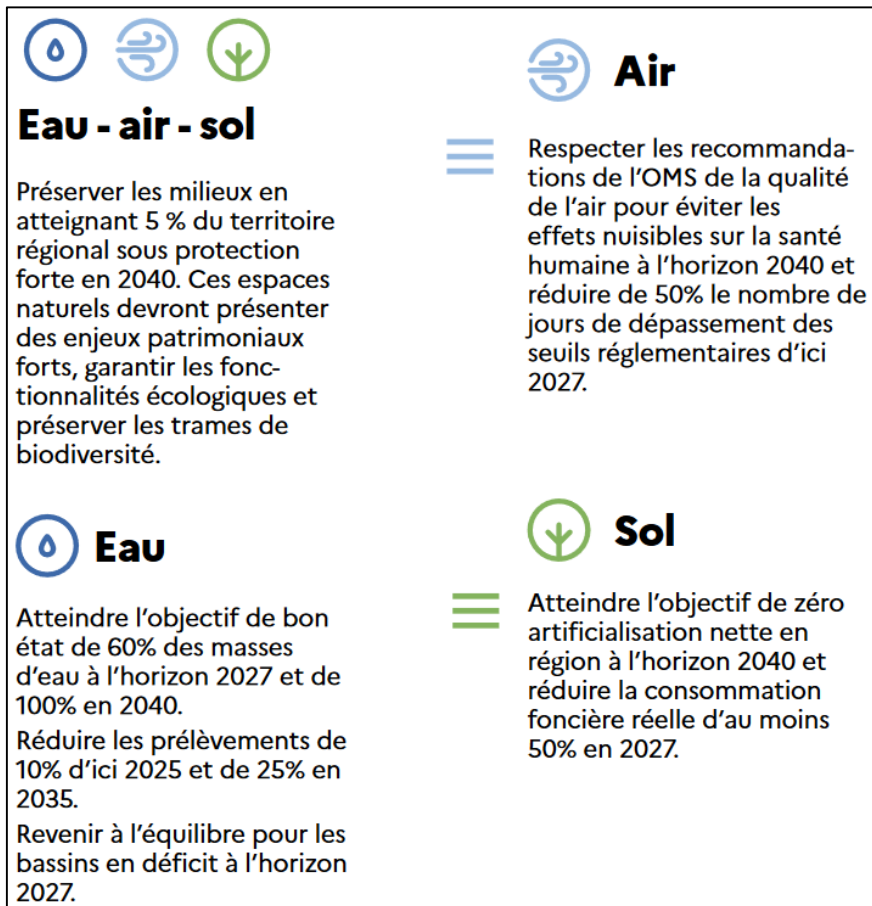 Eau - air - sol
Préserver les milieux en
atteignant 5 % du territoire
régional sous protection
forte en 2040. Ces espaces
naturels devront présenter
des enjeux patrimoniaux
forts, garantir les fonc-
tionnalités écologiques et
préserver les trames de
biodiversité.
Air
Respecter les recommanda-
tions de l’OMS de la qualité
de l’air pour éviter les
effets nuisibles sur la santé
humaine à l’horizon 2040 et
réduire de 50% le nombre de
jours de dépassement des
seuils réglementaires d’ici
2027.
Eau
Atteindre l’objectif de bon
état de 60% des masses
d’eau à l’horizon 2027 et de
100% en 2040.
Réduire les prélèvements de
10% d’ici 2025 et de 25% en
2035.
Revenir à l’équilibre pour les
bassins en déficit à l’horizon
2027.
Sol
Atteindre l’objectif de zéro
artificialisation nette en
région à l’horizon 2040 et
réduire la consommation
foncière réelle d’au moins
50% en 2027.